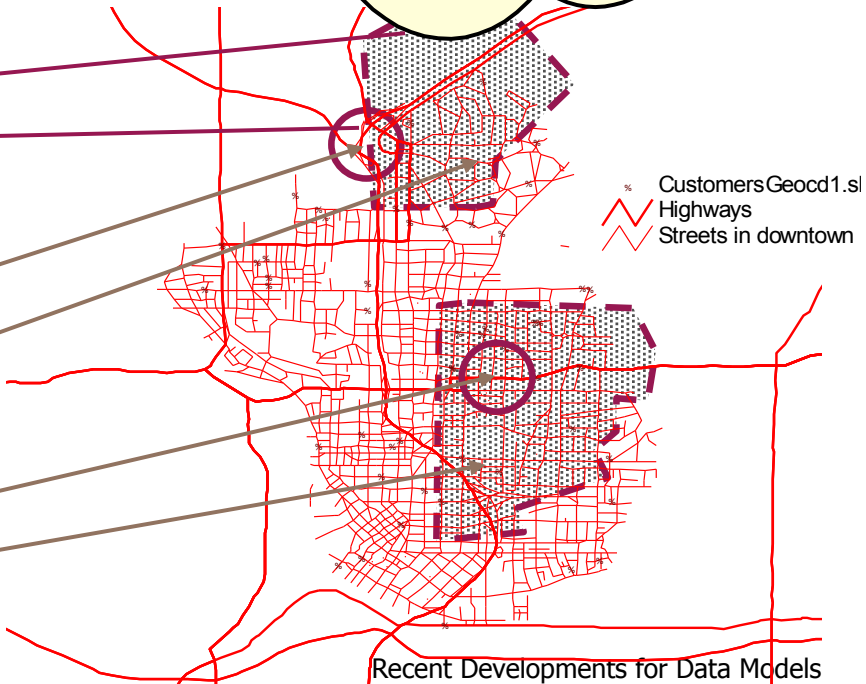 CustomersGeocd1.sl
Highways
Streets in downtown
Recent Developments for Data Models